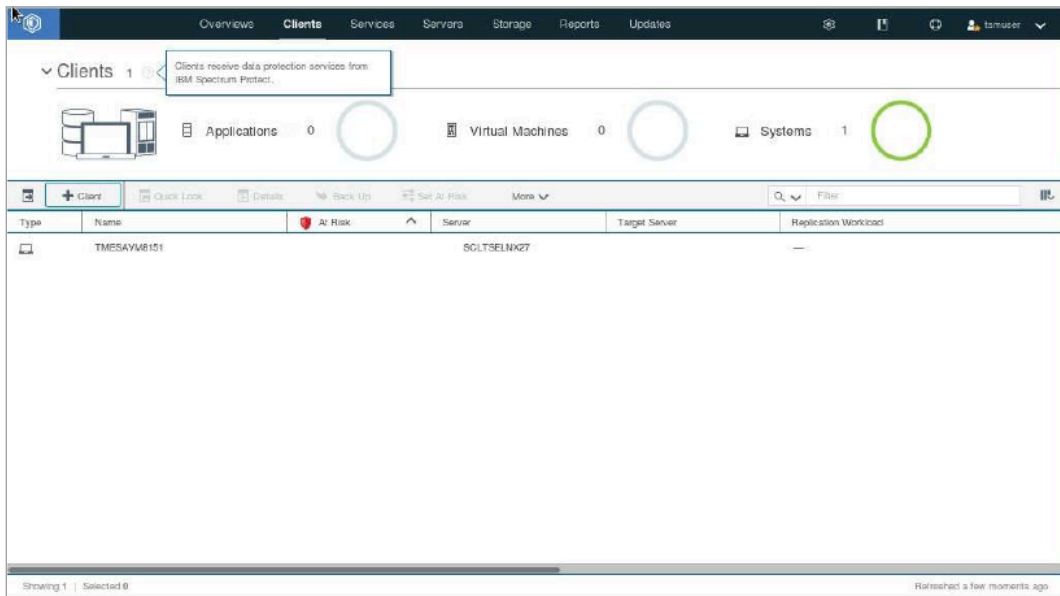 Overviews Clients Services Servers Storage Reports Updates tsmuser
Clients 1
Clients receive data protection services from
IBM Spectrum Protect.
Applications 0 Virtual Machines 0 Systems 1
Client Quick Look Details Back Up Set At Risk More Filter
Type Name At Risk Server Target Server Replication Workload
TMESAYM8151 SCLTSELNX27 —
Showing 1 | Selected 0 Refreshed a few moments ago